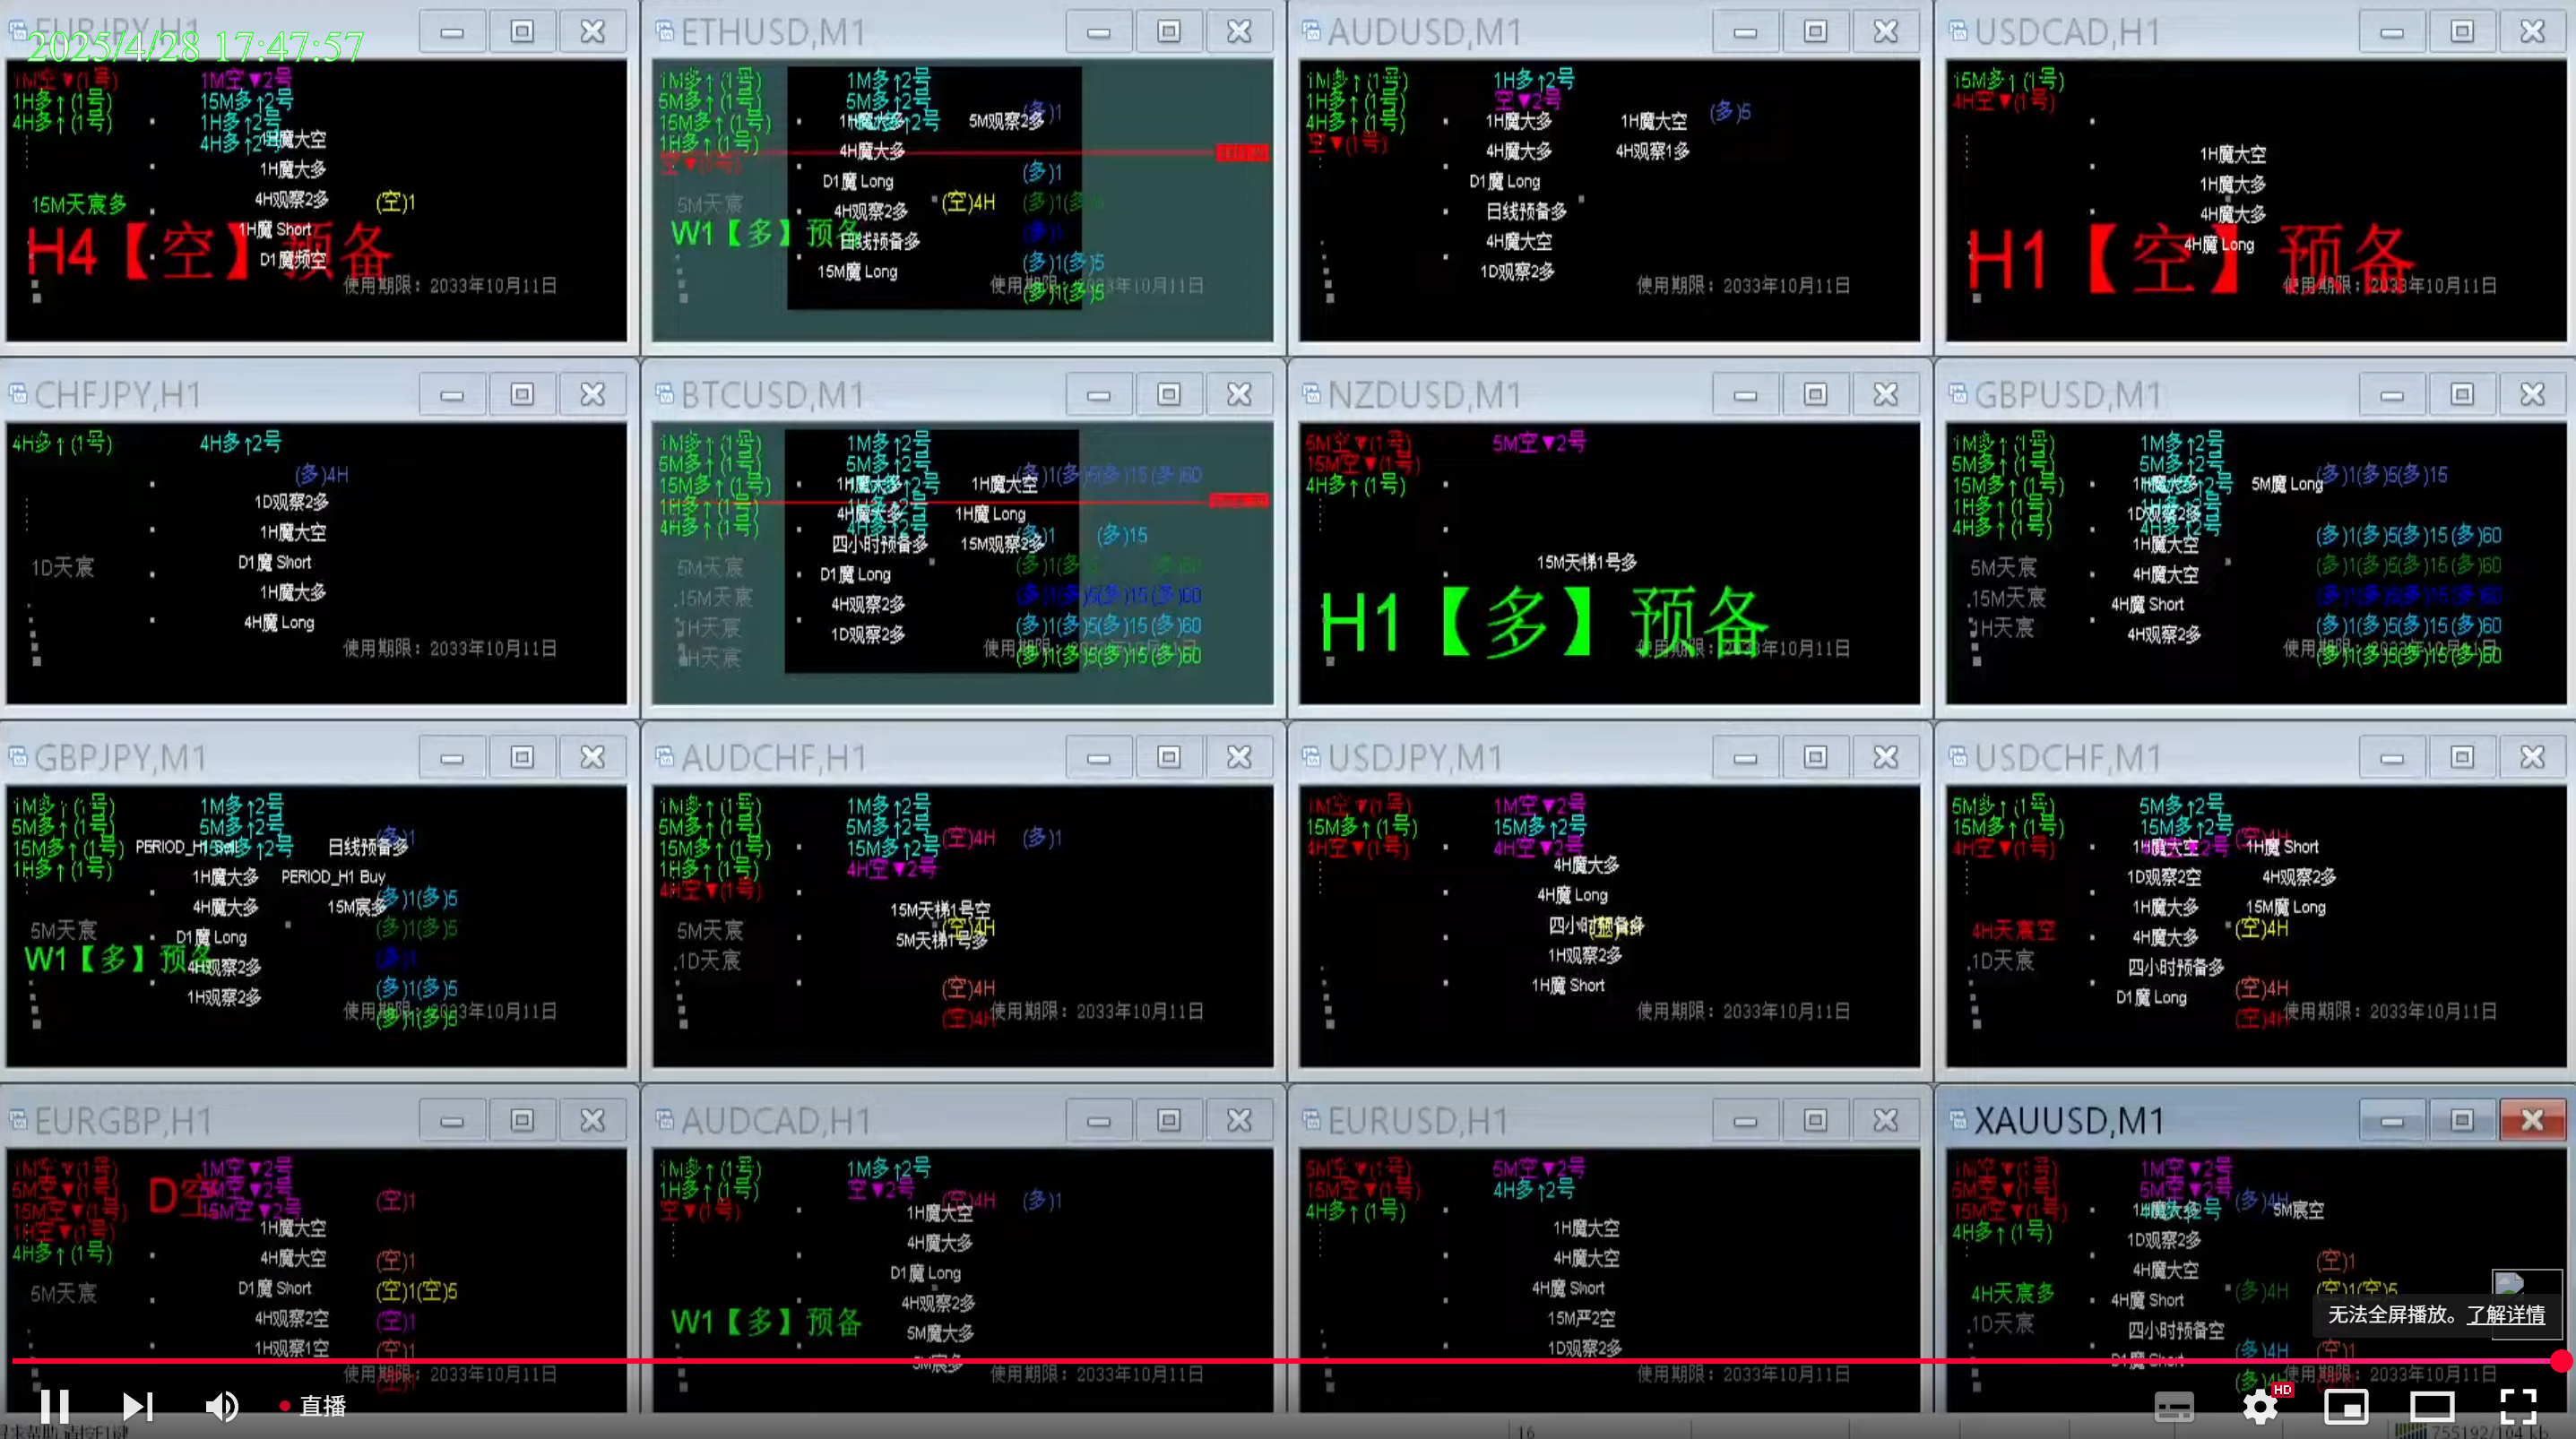 EURJPY,H1
2025/4/28 17:47:57
1M空▼(1号)
1M空▼2号
1H多↑(1号)
15M多↑2号
4H多↑(1号)
1H多↑2号
4H多↑2号
1H魔大空
1H魔大多
4H观察2多
(空)1
15M天宸多
1H魔 Short
H4【空】预备
D1魔频空
使用期限：2033年10月11日
ETHUSD,M1
1M多↑(1号)
1M多↑2号
5M多↑(1号)
5M多↑2号
(多)1
15M多↑(1号)
5M观察2多
1H多↑(1号)
4H魔大多
空▼(1号)
(多)1
D1魔 Long
5M天宸
4H观察2多
(空)4H
W1【多】预备
日线预备多
(多)1
(多)1(多)5
15M魔 Long
(多)1(多)5
AUDUSD,M1
1M多↑(1号)
1H多↑2号
1H多↑(1号)
空▼2号
(多)5
4H多↑(1号)
1H魔大多
1H魔大空
空▼(1号)
4H魔大多
4H观察1多
D1魔 Long
日线预备多
4H魔大空
1D观察2多
使用期限：2033年10月11日
USDCAD,H1
15M多↑(1号)
4H空▼(1号)
1H魔大空
1H魔大多
4H魔大多
4H魔 Long
H1【空】预备
使用期限：2033年10月11日
CHFJPY,H1
4H多↑(1号)
4H多↑2号
(多)4H
1D观察2多
1H魔大空
1D天宸
D1魔 Short
1H魔大多
4H魔 Long
使用期限：2033年10月11日
BTCUSD,M1
1M多↑(1号)
1M多↑2号
5M多↑(1号)
5M多↑2号
(多)1(多)5(多)15(多)60
15M多↑(1号)
1H魔大空
1H多↑(1号)
4H多↑(1号)
4H魔大多
1H魔 Long
四小时预备多
15M观察2多
(多)15
5M天宸
D1魔 Long
15M天宸
4H观察2多
(多)1(多)5(多)15(多)60
1H天宸
1D观察2多
(多)1(多)5(多)15(多)60
(多)1(多)5(多)15(多)60
NZDUSD,M1
5M空▼(1号)
5M空▼2号
15M空▼(1号)
4H多↑(1号)
15M天梯1号多
H1【多】预备
使用期限：2033年10月11日
GBPUSD,M1
1M多↑(1号)
1M多↑2号
5M多↑(1号)
5M多↑2号
(多)1(多)5(多)15
15M多↑(1号)
5M魔 Long
1H多↑(1号)
4H多↑(1号)
1D观察2多
1H魔大空
(多)1(多)5(多)15(多)60
5M天宸
4H魔大空
(多)1(多)5(多)15(多)60
15M天宸
4H魔 Short
(多)1(多)5(多)15(多)60
1H天宸
4H观察2多
(多)1(多)5(多)15(多)60
(多)1(多)5(多)15(多)60
GBPJPY,M1
1M多↑(1号)
1M多↑2号
5M多↑(1号)
5M多↑2号
(多)1
15M多↑(1号)
15M多↑2号
日线预备多
1H多↑(1号)
1H魔大多
PERIOD_H1 Buy
(多)1(多)5
4H魔大多
15M宸多
5M天宸
D1魔 Long
(多)1(多)5
W1【多】预备
4H观察2多
1H观察2多
(多)1(多)5
(多)1(多)5
使用期限：2033年10月11日
AUDCHF,H1
1M多↑(1号)
1M多↑2号
5M多↑(1号)
5M多↑2号
(空)4H
(多)1
15M多↑(1号)
15M多↑2号
1H多↑(1号)
4H空▼2号
4H空▼(1号)
15M天梯1号空
5M天宸
(空)4H
5M天梯1号多
1D天宸
(空)4H
(空)4H
使用期限：2033年10月11日
USDJPY,M1
1M空▼(1号)
1M空▼2号
15M多↑(1号)
15M多↑2号
4H空▼(1号)
4H空▼2号
4H魔大多
4H魔 Long
四小时预备多
1H观察2多
1H魔 Short
使用期限：2033年10月11日
USDCHF,M1
5M多↑(1号)
5M多↑2号
15M多↑(1号)
15M多↑2号
(空)4H
4H空▼(1号)
1H魔大空
1H魔 Short
1D观察2空
4H观察2多
1H魔大多
15M魔 Long
4H天宸空
4H魔大多
(空)4H
1D天宸
四小时预备多
D1魔 Long
(空)4H
(空)4H
使用期限：2033年10月11日
EURGBP,H1
1M空▼(1号)
1M空▼2号
5M空▼(1号)
D空
5M空▼2号
(空)1
15M空▼(1号)
15M空▼2号
1H空▼(1号)
1H魔大空
4H多↑(1号)
4H魔大空
(空)1
5M天宸
D1魔 Short
(空)1(空)5
4H观察2空
(空)1
1H观察1空
(空)1
使用期限：2033年10月11日
AUDCAD,H1
1M多↑(1号)
1M多↑2号
1H多↑(1号)
空▼2号
(空)4H
(多)1
空▼(1号)
1H魔大空
4H魔大多
D1魔 Long
4H观察2多
W1【多】预备
5M魔大多
5M宸多
使用期限：2033年10月11日
EURUSD,H1
5M空▼(1号)
5M空▼2号
15M空▼(1号)
4H多↑2号
4H多↑(1号)
1H魔大空
4H魔大空
4H魔 Short
15M严2空
1D观察2多
使用期限：2033年10月11日
XAUUSD,M1
1M空▼(1号)
1M空▼2号
5M空▼(1号)
5M空▼2号
(多)4H
15M空▼(1号)
5M宸空
4H多↑(1号)
1D观察2多
4H魔大空
(空)1
4H天宸多
4H魔 Short
(多)4H
(空)1(空)5
1D天宸
四小时预备空
无法全屏播放。了解详情
(多)4H
(空)1
D1魔 Short
(多)4H
使用期限：2033年10月11日
直播
HD
16
755192/104 kb